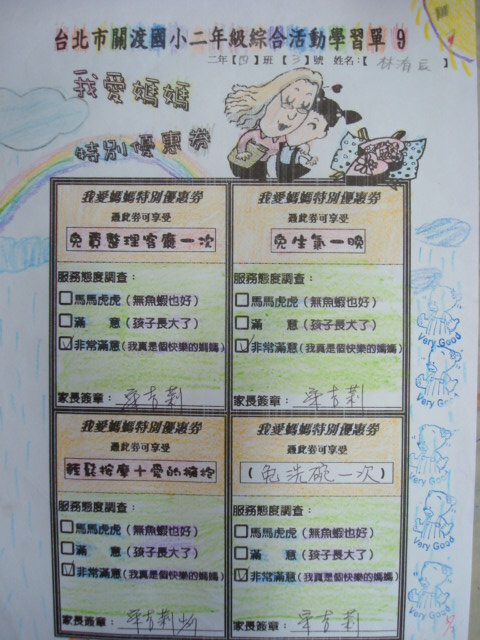 台北市關渡國小二年級綜合活動學習單 9
二年【四】班【3】號 姓名：【林
我愛媽媽
特別優惠券
我愛媽媽特別優惠券
憑此券可享受
免費整理客廳一次
服務態度調查：
馬馬虎虎（無魚蝦也好）
滿 意（孩子長大了）
非常滿意(我真是個快樂的媽媽)
家長簽章：
我愛媽媽特別優惠券
憑此券可享受
免生氣一晚
服務態度調查：
馬馬虎虎（無魚蝦也好）
滿 意（孩子長大了）
非常滿意(我真是個快樂的媽媽)
家長簽章：
我愛媽媽特別優惠券
憑此券可享受
輕鬆按摩＋愛的擁抱
服務態度調查：
馬馬虎虎（無魚蝦也好）
滿 意（孩子長大了）
非常滿意(我真是個快樂的媽媽)
家長簽章：
我愛媽媽特別優惠券
憑此券可享受
（免洗碗一次）
服務態度調查：
馬馬虎虎（無魚蝦也好）
滿 意（孩子長大了）
非常滿意(我真是個快樂的媽媽)
家長簽章：
Very Good
Very Good
Very Good
Very Good
Very Good